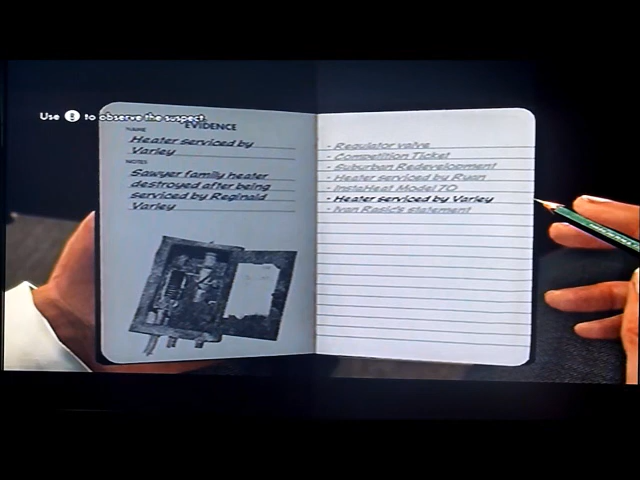 Use to observe the suspect
EVIDENCE
NAME
Heater serviced by
Varley
NOTES
Sawyer family heater
destroyed after being
serviced by Reginald
Varley
- Regulator valve
- Competition Ticket
- Suburban Redevelopment
- Heater serviced by Ryan
- InstaHeat Model 70
- Heater serviced by Varley
- Ivan Rasic's statement